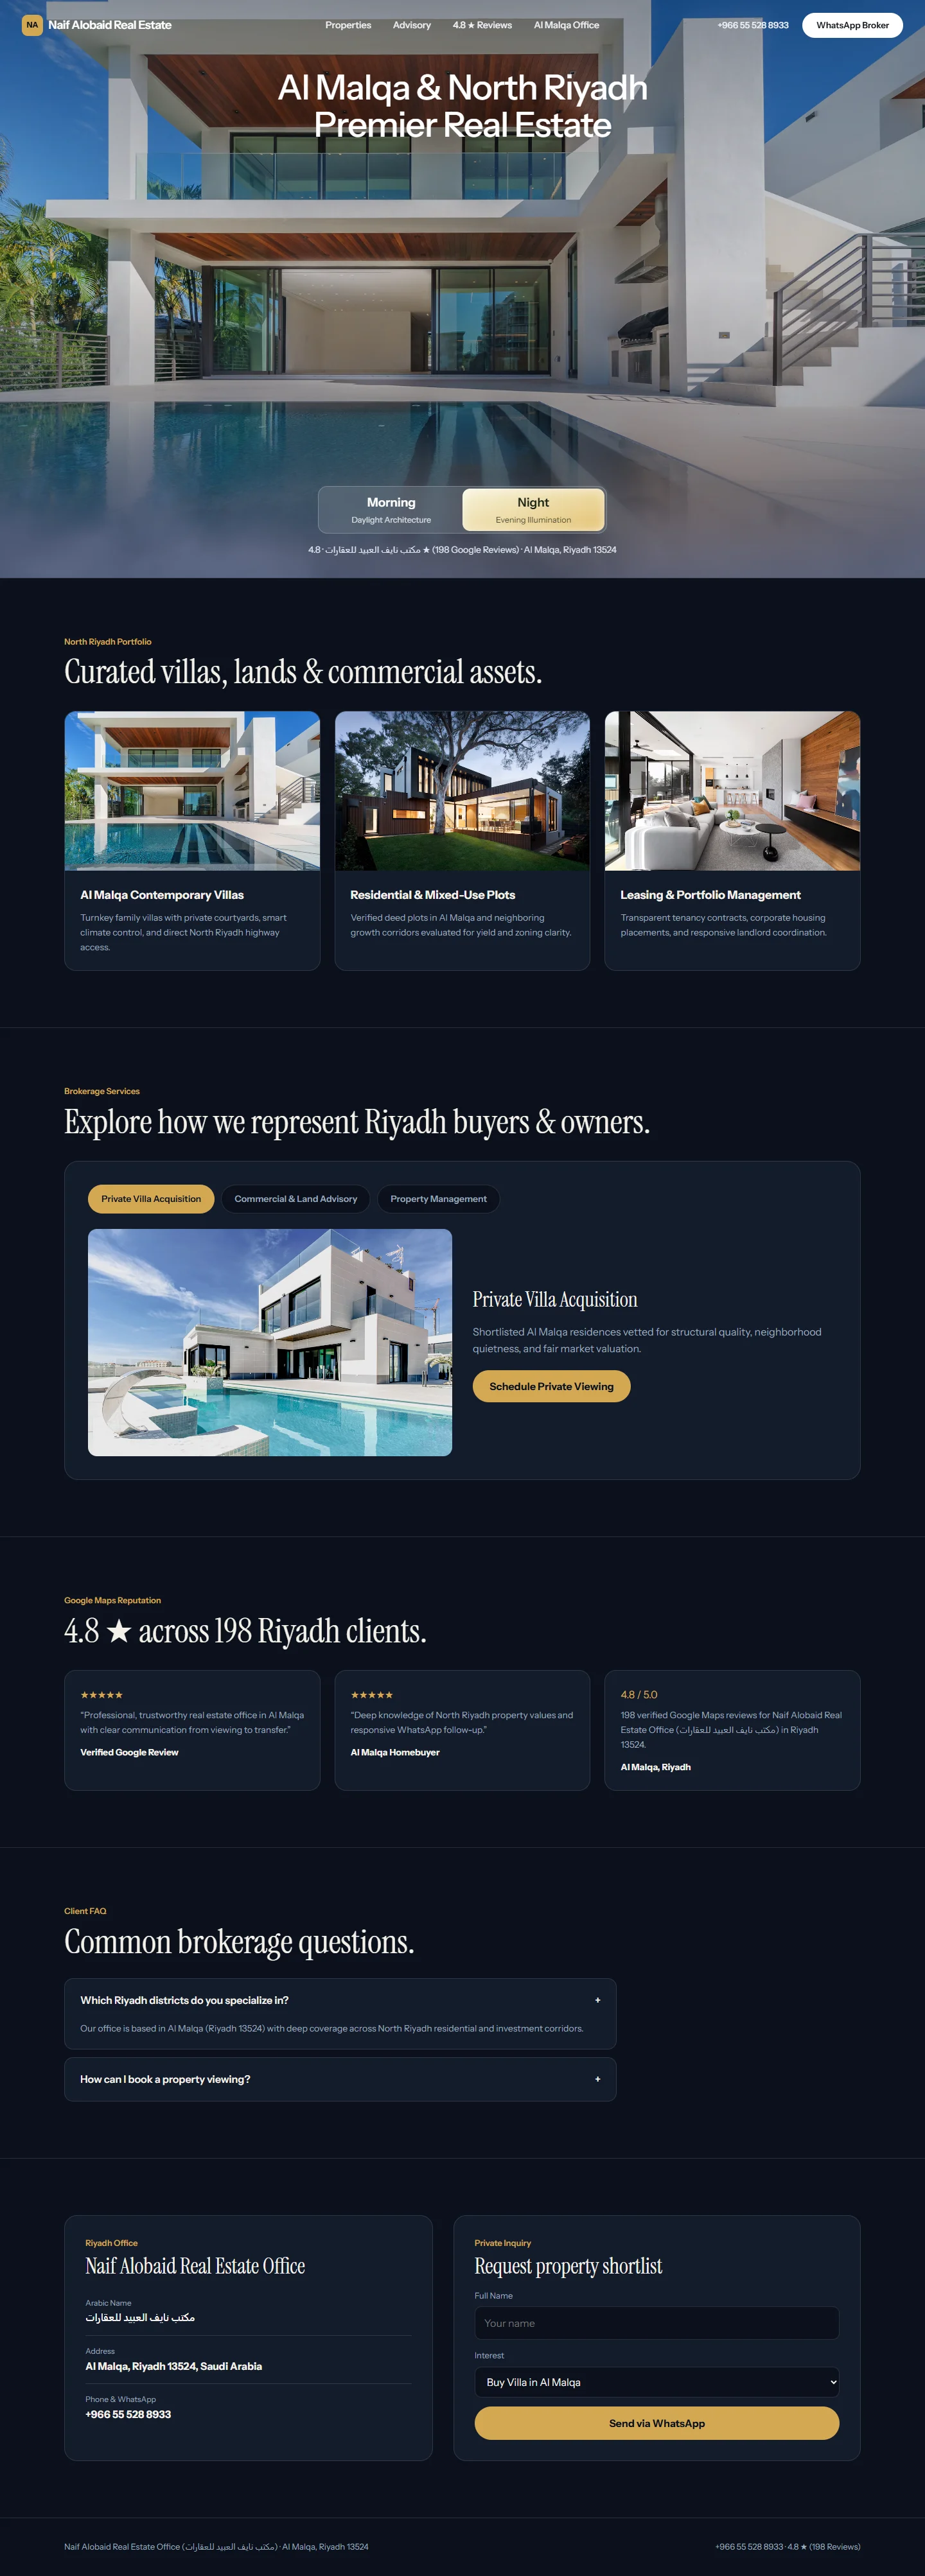 NA Naif Alobaid Real Estate
Properties Advisory 4.8 ★ Reviews Al Malqa Office
+966 55 528 8933 WhatsApp Broker
Al Malqa & North Riyadh
Premier Real Estate
Morning
Daylight Architecture
Night
Evening Illumination
4.8 · مكتب نايف العبيد للعقارات ★ (198 Google Reviews) · Al Malqa, Riyadh 13524
North Riyadh Portfolio
Curated villas, lands & commercial assets.
Al Malqa Contemporary Villas
Turnkey family villas with private courtyards, smart
climate control, and direct North Riyadh highway
access.
Residential & Mixed-Use Plots
Verified deed plots in Al Malqa and neighboring
growth corridors evaluated for yield and zoning clarity.
Leasing & Portfolio Management
Transparent tenancy contracts, corporate housing
placements, and responsive landlord coordination.
Brokerage Services
Explore how we represent Riyadh buyers & owners.
Private Villa Acquisition Commercial & Land Advisory Property Management
Private Villa Acquisition
Shortlisted Al Malqa residences vetted for structural quality, neighborhood
quietness, and fair market valuation.
Schedule Private Viewing
Google Maps Reputation
4.8 ★ across 198 Riyadh clients.
★★★★★
"Professional, trustworthy real estate office in Al Malqa
with clear communication from viewing to transfer."
Verified Google Review
★★★★★
"Deep knowledge of North Riyadh property values and
responsive WhatsApp follow-up."
Al Malqa Homebuyer
4.8 / 5.0
198 verified Google Maps reviews for Naif Alobaid Real
Estate Office (مكتب نايف العبيد للعقارات) in Riyadh
13524.
Al Malqa, Riyadh
Client FAQ
Common brokerage questions.
Which Riyadh districts do you specialize in? +
Our office is based in Al Malqa (Riyadh 13524) with deep coverage across North Riyadh residential and investment corridors.
How can I book a property viewing? +
Riyadh Office
Naif Alobaid Real Estate Office
Arabic Name
مكتب نايف العبيد للعقارات
Address
Al Malqa, Riyadh 13524, Saudi Arabia
Phone & WhatsApp
+966 55 528 8933
Private Inquiry
Request property shortlist
Full Name
Your name
Interest
Buy Villa in Al Malqa
Send via WhatsApp
Naif Alobaid Real Estate Office (مكتب نايف العبيد للعقارات) · Al Malqa, Riyadh 13524
+966 55 528 8933 · 4.8 ★ (198 Reviews)